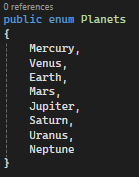 0 references
public enum Planets
{
Mercury,
Venus,
Earth,
Mars,
Jupiter,
Saturn,
Uranus,
Neptune
}